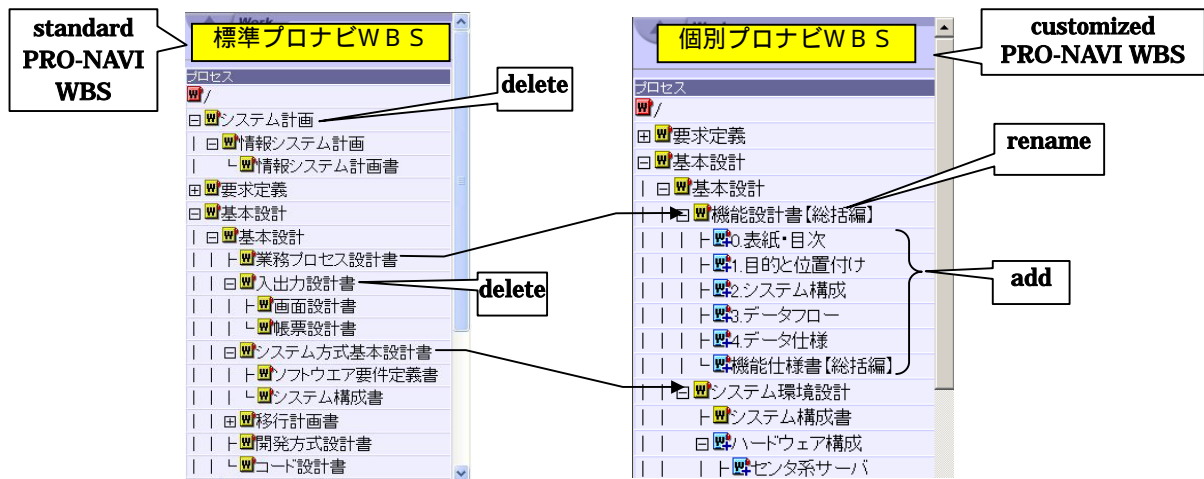 standard
PRO-NAVI
WBS
標準プロナビWBS
プロセス
/
システム計画
情報システム計画
情報システム計画書
要求定義
基本設計
基本設計
業務プロセス設計書
入出力設計書
画面設計書
帳票設計書
システム方式基本設計書
ソフトウエア要件定義書
システム構成書
移行計画書
開発方式設計書
コード設計書
delete
delete
個別プロナビWBS
customized
PRO-NAVI WBS
プロセス
/
要求定義
基本設計
基本設計
機能設計書【総括編】
0.表紙・目次
1.目的と位置付け
2.システム構成
3.データフロー
4.データ仕様
機能仕様書【総括編】
システム環境設計
システム構成書
ハードウェア構成
センタ系サーバ
rename
add